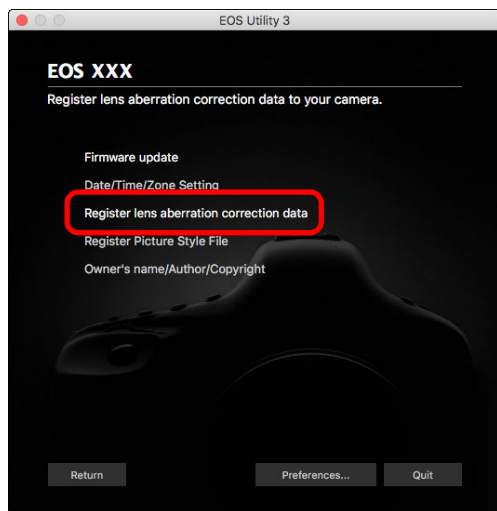 EOS Utility 3
EOS XXX
Register lens aberration correction data to your camera.
Firmware update
Date/Time/Zone Setting
Register lens aberration correction data
Register Picture Style File
Owner's name/Author/Copyright
Return Preferences... Quit